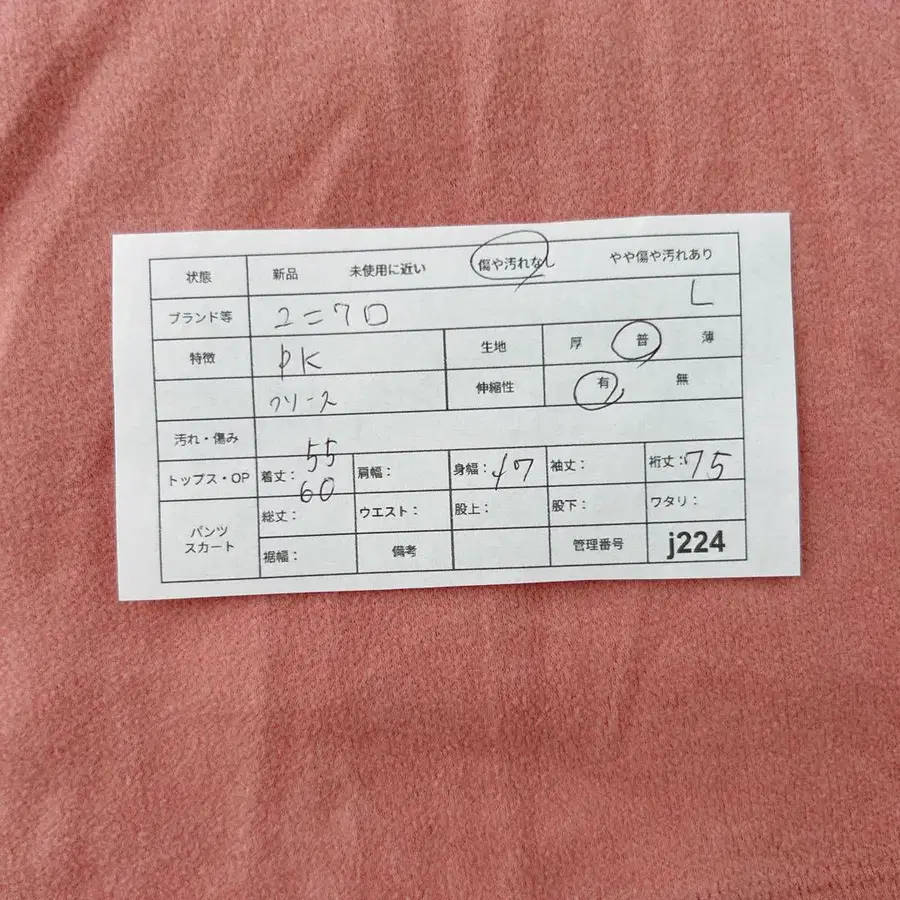 状態 新品 未使用に近い 傷や汚れなし やや傷や汚れあり
ブランド等 ユニクロ L
特徴 PK 生地 厚 普 薄
フリース 伸縮性 有 無
汚れ・傷み
トップス・OP 着丈： 55 60 肩幅： 身幅： 47 袖丈： 裄丈： 75
パンツ スカート 総丈： ウエスト： 股上： 股下： ワタリ：
裾幅： 備考 管理番号 j224